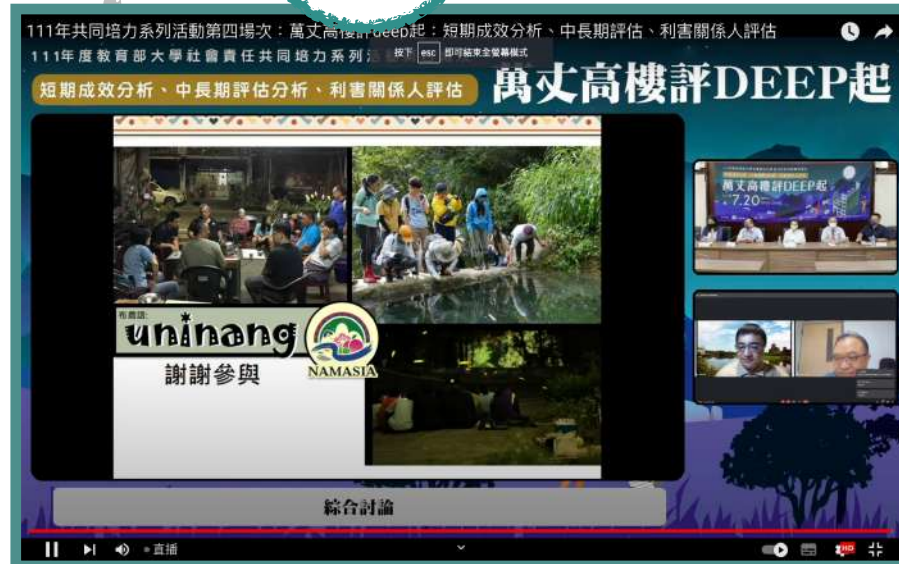 111年共同培力系列活動第四場次：萬丈高樓評deep起：短期成效分析、中長期評估、利害關係人評估
111年度教育部大學社會責任共同培力系列
按下 esc 即可結束全螢幕模式
短期成效分析、中長期評估分析、利害關係人評估
萬丈高樓評DEEP起
萬丈高樓評DEEP起
7.20
布農語:
uninang
NAMASIA
謝謝參與
綜合討論
直播
HD